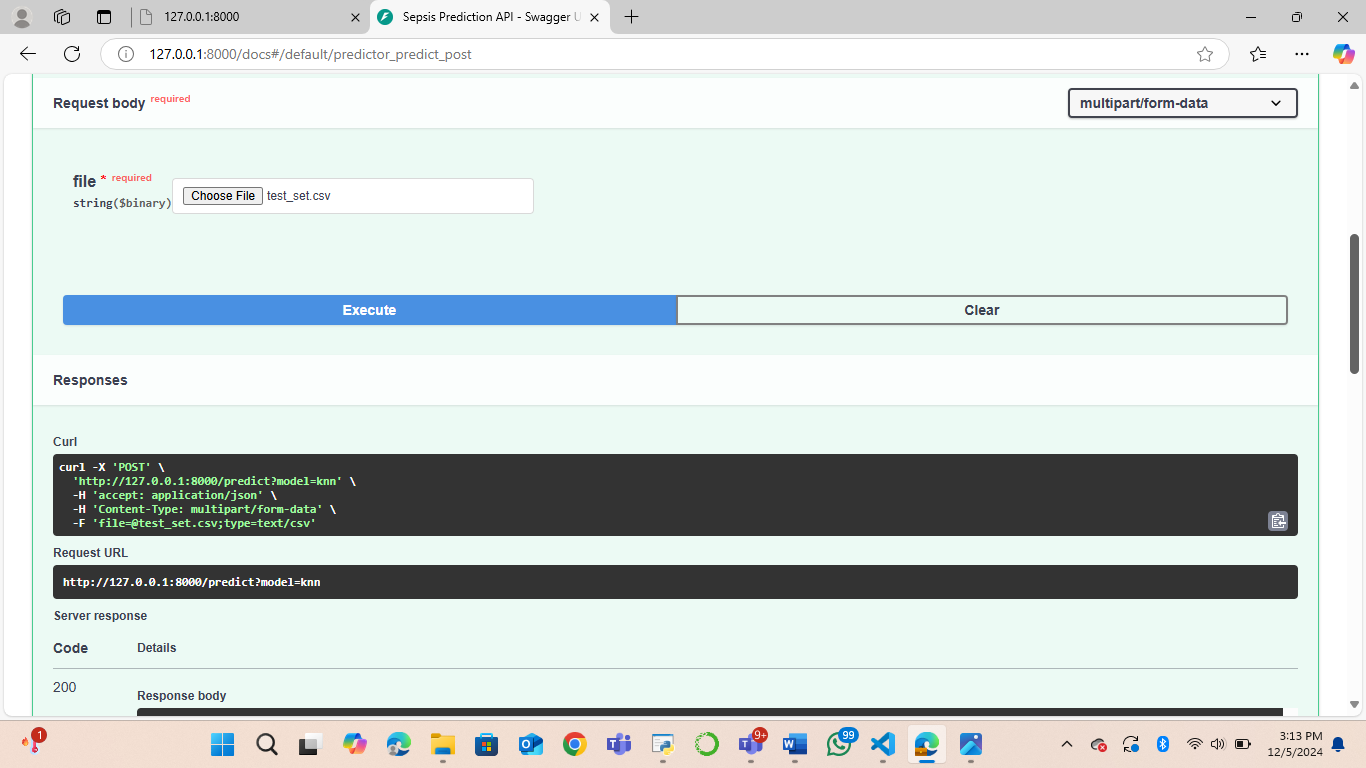 127.0.0.1:8000
Sepsis Prediction API - Swagger U
127.0.0.1:8000/docs#/default/predictor_predict_post
Request body required
multipart/form-data
file * required
string($binary)
Choose File test_set.csv
Execute
Clear
Responses
Curl
curl -X 'POST' \
'http://127.0.0.1:8000/predict?model=knn' \
-H 'accept: application/json' \
-H 'Content-Type: multipart/form-data' \
-F 'file=@test_set.csv;type=text/csv'
Request URL
http://127.0.0.1:8000/predict?model=knn
Server response
Code Details
200
Response body
1
9+
99
3:13 PM
12/5/2024